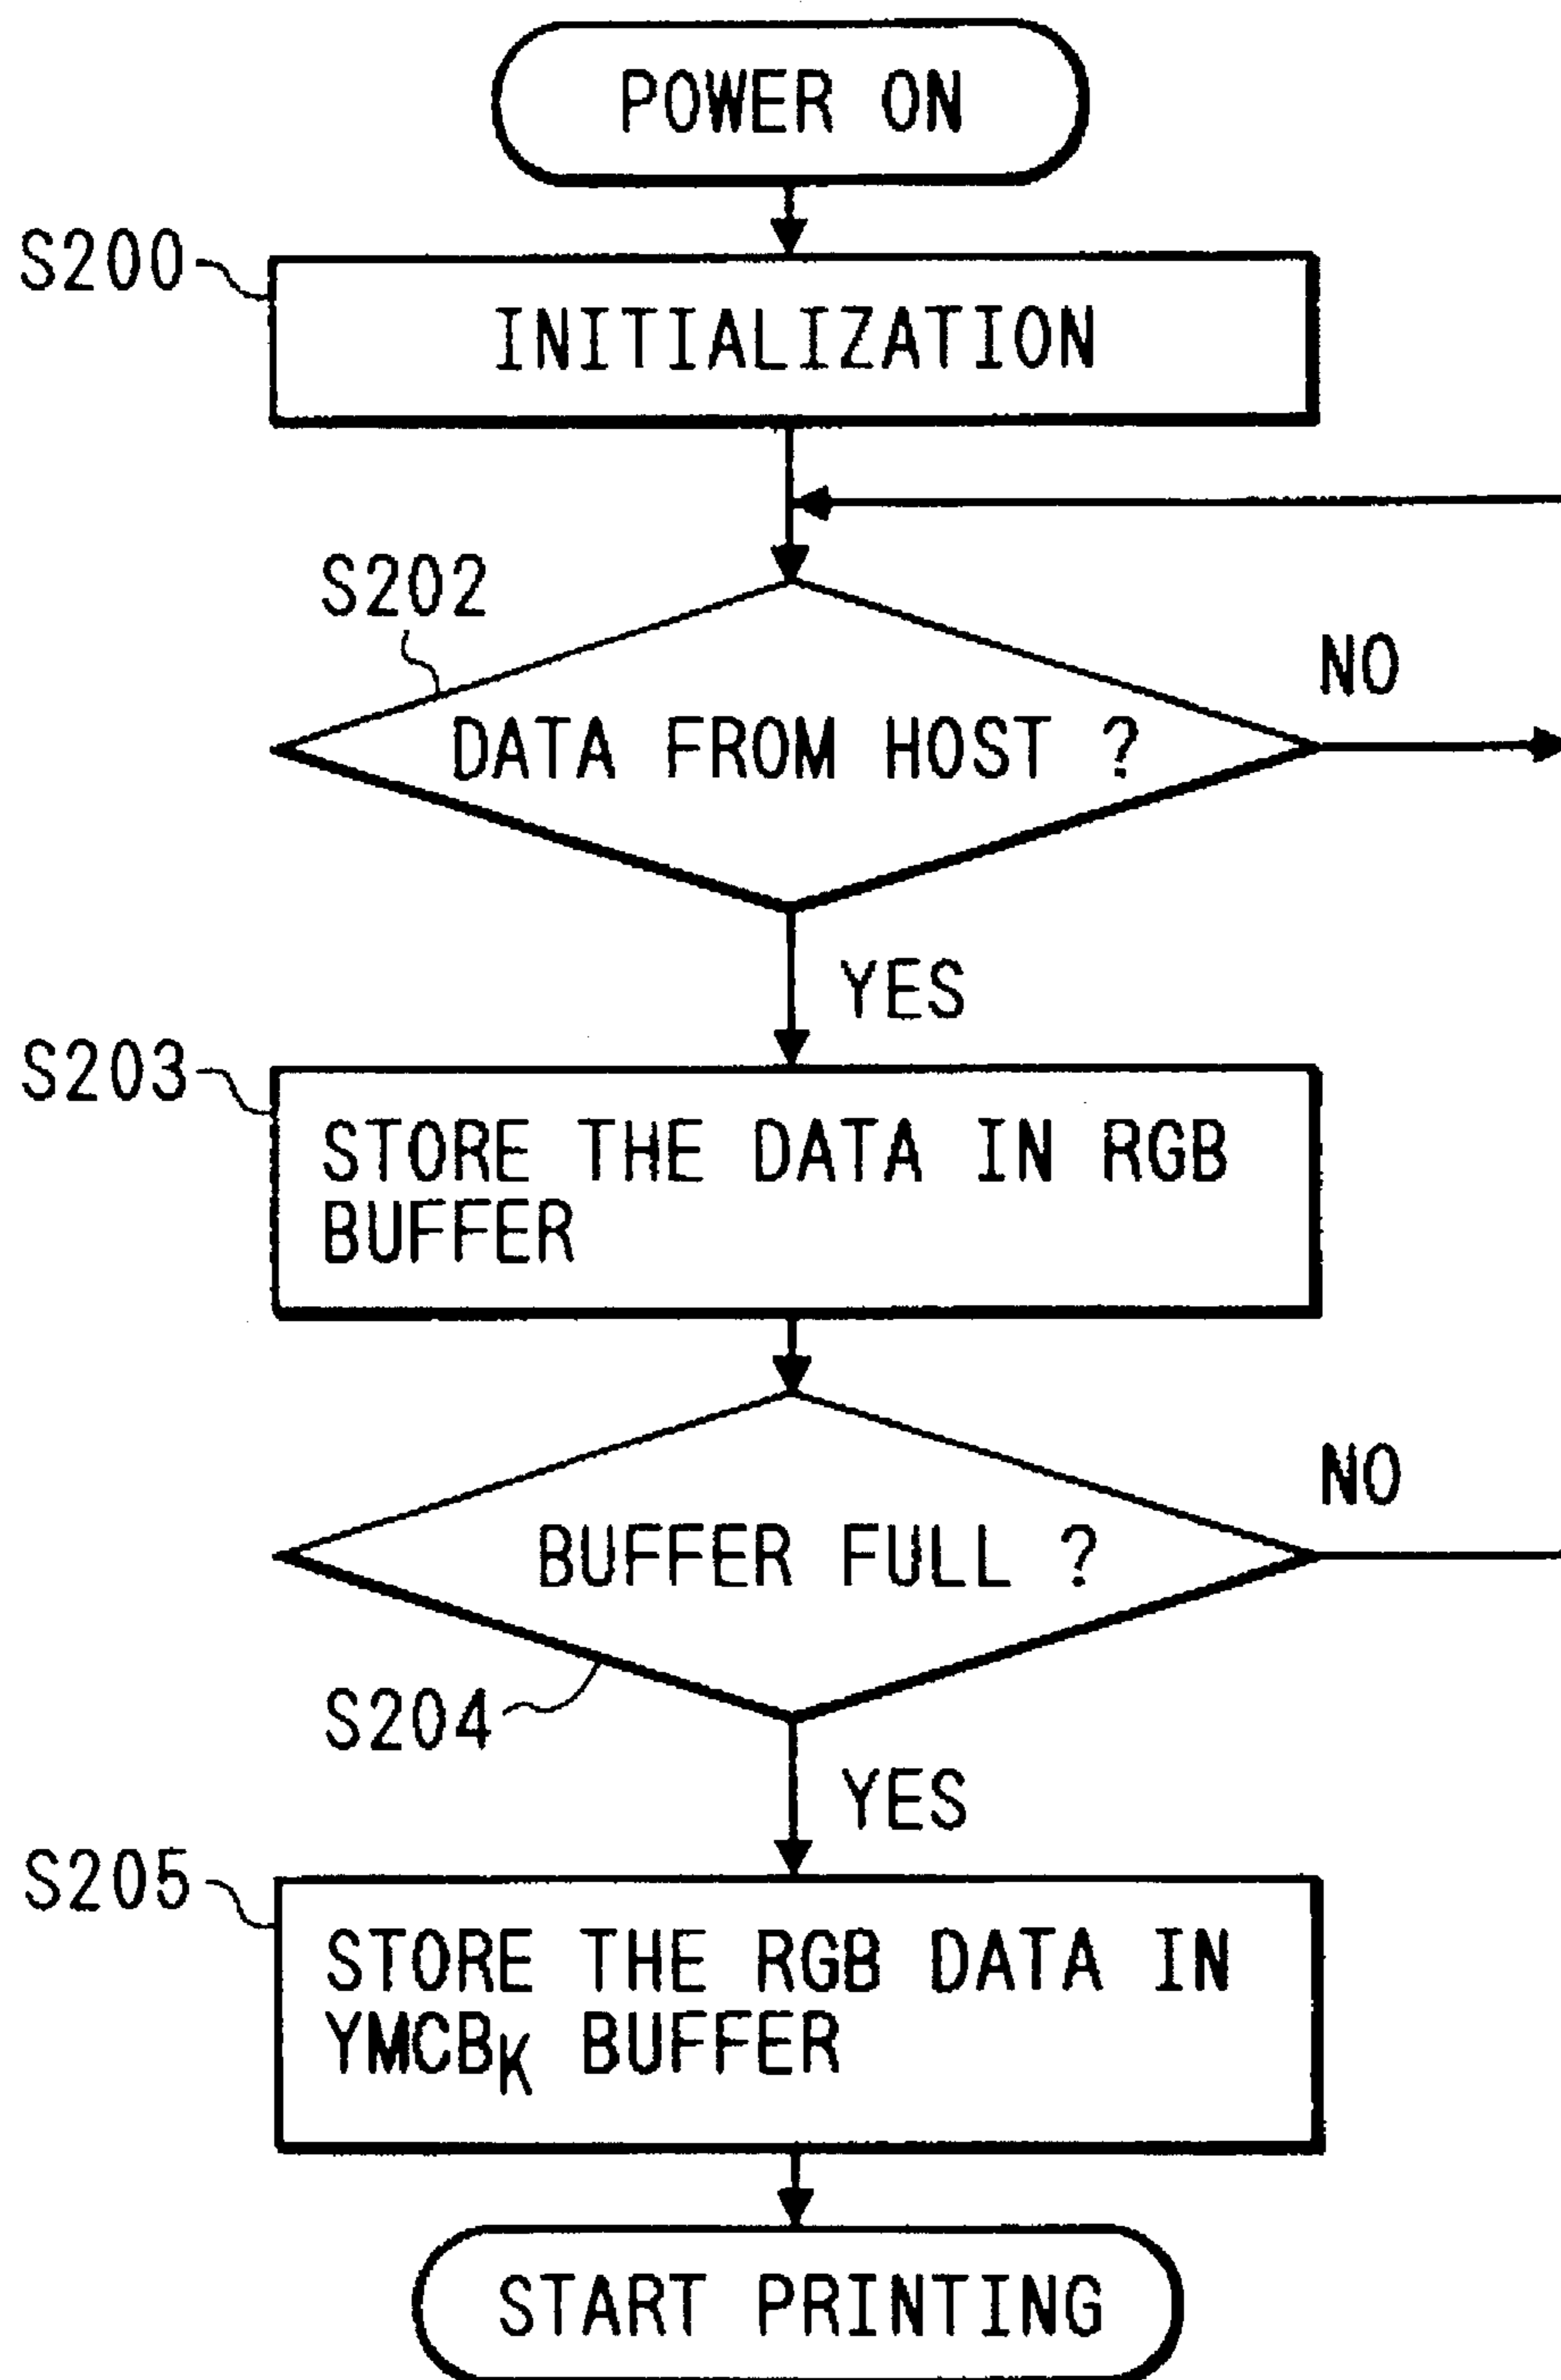 POWER ON
S200
INITIALIZATION
S202
NO
DATA FROM HOST ?
YES
S203
STORE THE DATA IN RGB
BUFFER
NO
BUFFER FULL ?
S204
YES
S205
STORE THE RGB DATA IN
YMCBK BUFFER
START PRINTING